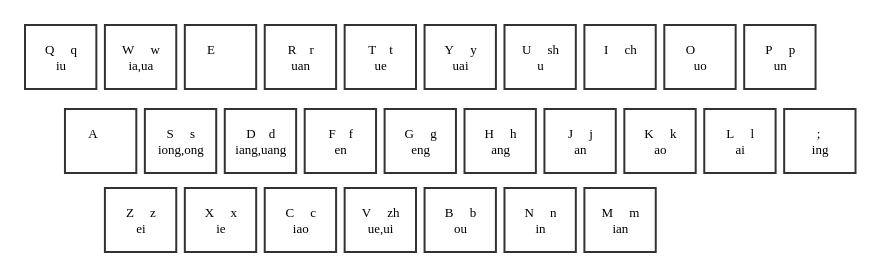 Q q W w E R r T t Y y U sh I ch O P p
iu ia,ua uan ue uai u uo un
A S s D d F f G g H h J j K k L l ;
iong,ong iang,uang en eng ang an ao ai ing
Z z X x C c V zh B b N n M m
ei ie iao ue,ui ou in ian